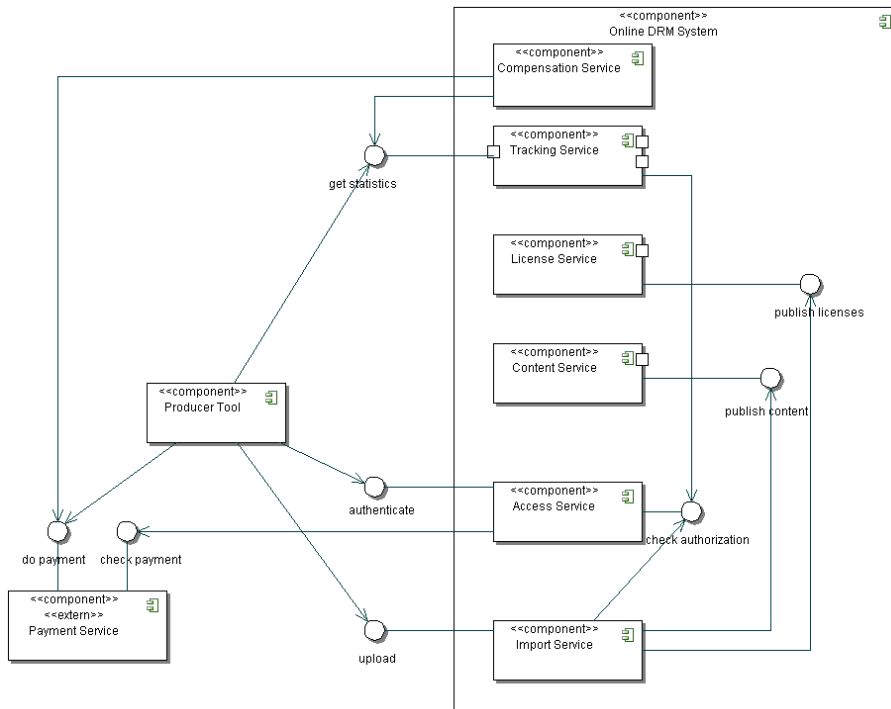 <<component>>
Online DRM System
<<component>>
Compensation Service
<<component>>
Tracking Service
get statistics
<<component>>
License Service
publish licenses
<<component>>
Content Service
publish content
<<component>>
Producer Tool
<<component>>
Access Service
authenticate
check authorization
do payment
check payment
<<component>>
<<extern>>
Payment Service
<<component>>
Import Service
upload